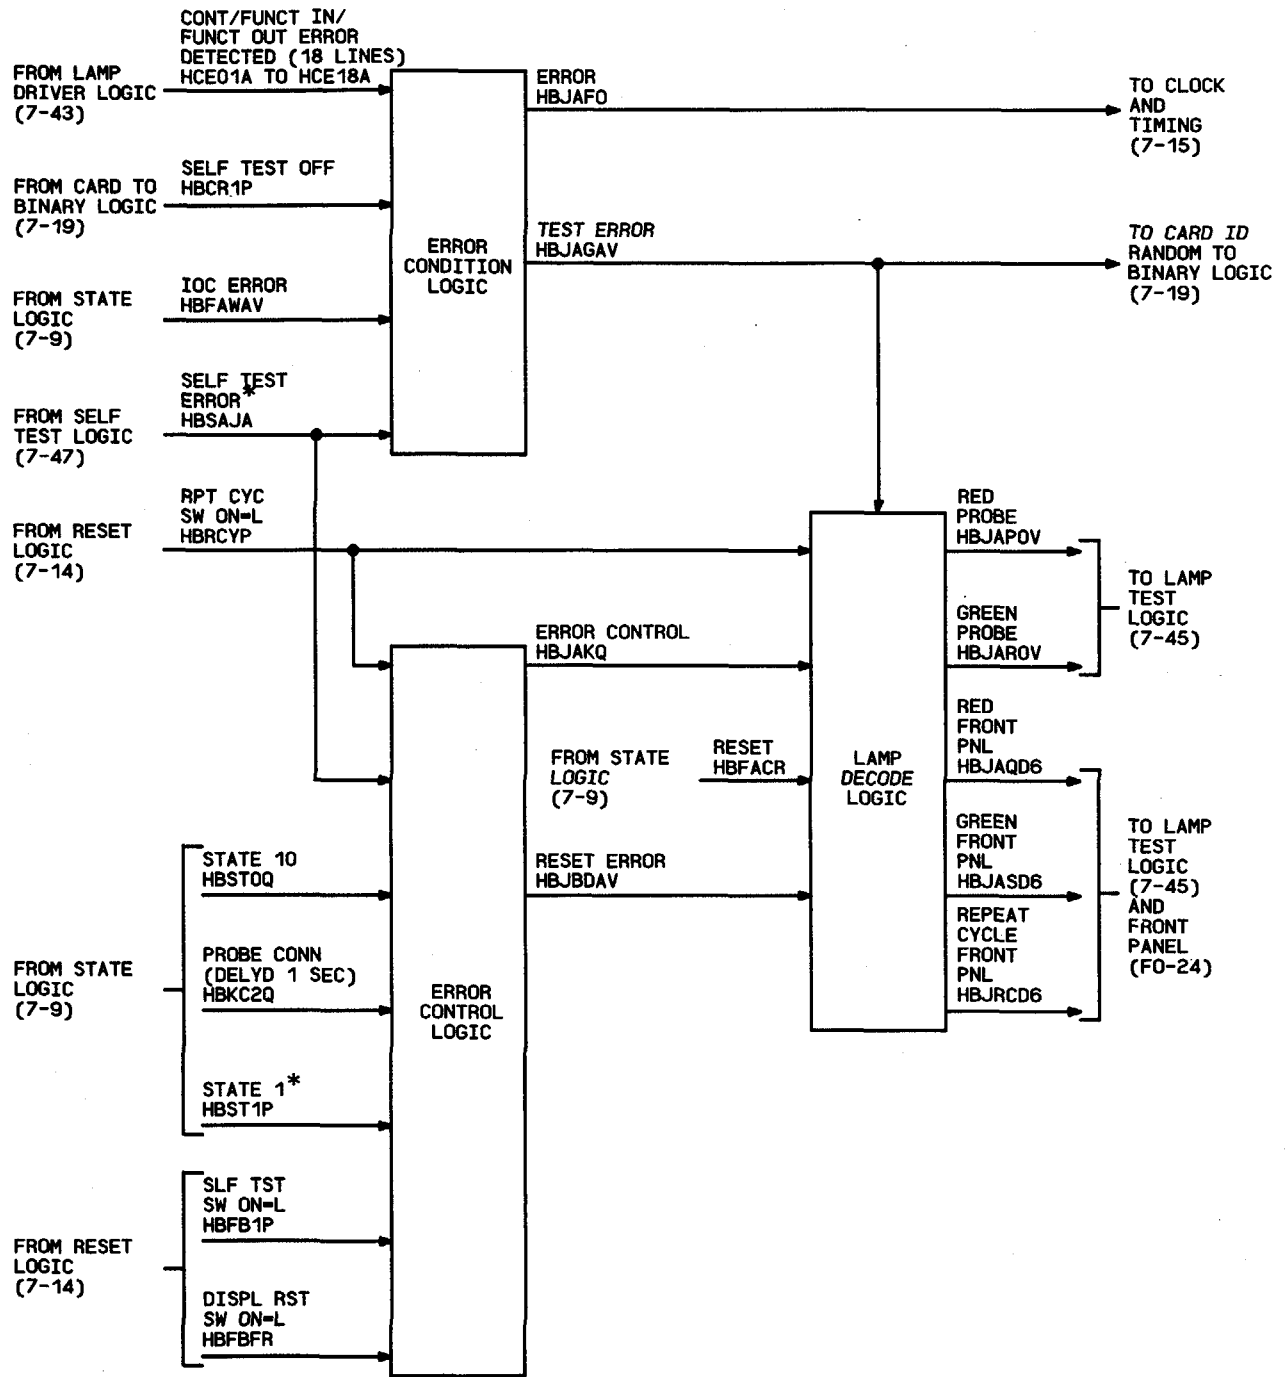 CONT/FUNCT IN/
FUNCT OUT ERROR
DETECTED (18 LINES)
HCE01A TO HCE18A
FROM LAMP
DRIVER LOGIC
(7-43)
ERROR
HBJAFO
TO CLOCK
AND
TIMING
(7-15)
SELF TEST OFF
HBCR1P
FROM CARD TO
BINARY LOGIC
(7-19)
ERROR
CONDITION
LOGIC
TEST ERROR
HBJAGAV
TO CARD ID
RANDOM TO
BINARY LOGIC
(7-19)
IOC ERROR
HBFAWAV
FROM STATE
LOGIC
(7-9)
SELF TEST
ERROR*
HBSAJA
FROM SELF
TEST LOGIC
(7-47)
RPT CYC
SW ON=L
HBRCYP
FROM RESET
LOGIC
(7-14)
RED
PROBE
HBJAPOV
GREEN
PROBE
HBJAROV
TO LAMP
TEST
LOGIC
(7-45)
ERROR CONTROL
HBJAKQ
FROM STATE
LOGIC
(7-9)
RESET
HBFACR
LAMP
DECODE
LOGIC
RED
FRONT
PNL
HBJAQD6
GREEN
FRONT
PNL
HBJASD6
REPEAT
CYCLE
FRONT
PNL
HBJRCD6
TO LAMP
TEST
LOGIC
(7-45)
AND
FRONT
PANEL
(FO-24)
RESET ERROR
HBJBDAV
STATE 10
HBST0Q
PROBE CONN
(DELYD 1 SEC)
HBKC2Q
FROM STATE
LOGIC
(7-9)
ERROR
CONTROL
LOGIC
STATE 1*
HBST1P
SLF TST
SW ON=L
HBFB1P
FROM RESET
LOGIC
(7-14)
DISPL RST
SW ON=L
HBFBFR